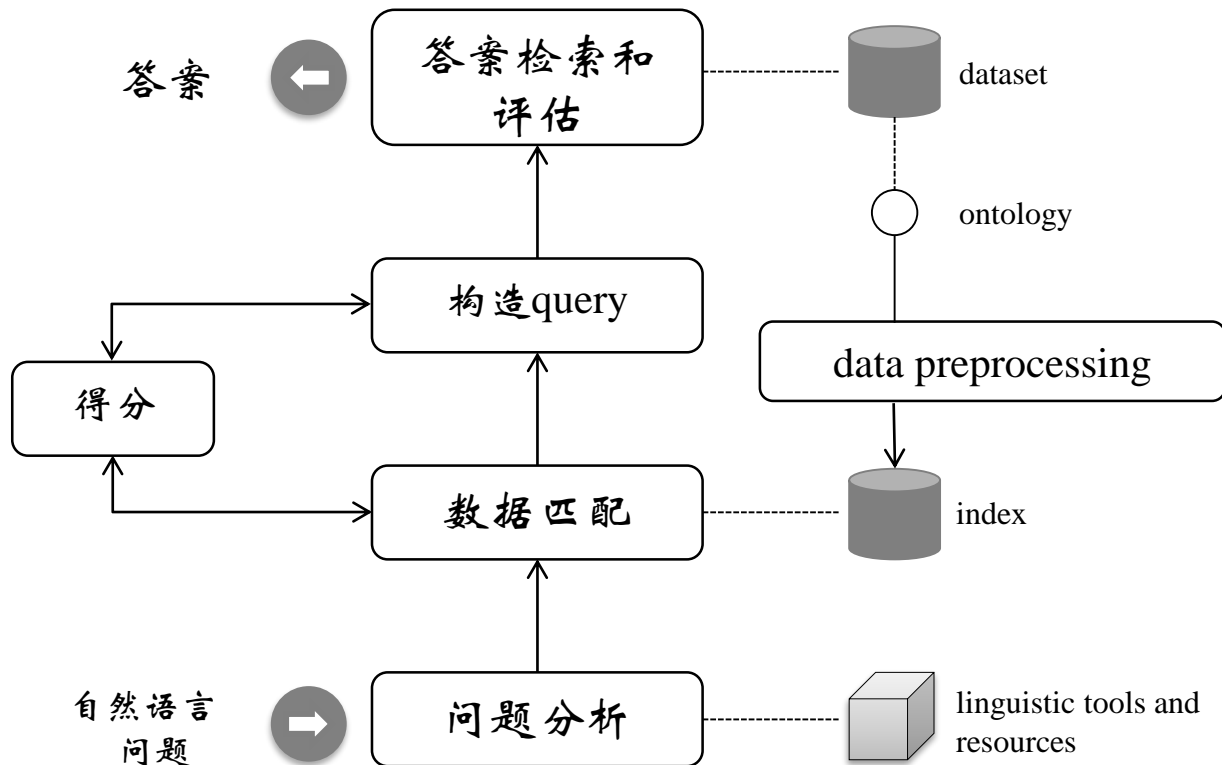 答案
答案检索和
评估
dataset
ontology
构造query
data preprocessing
得分
数据匹配
index
自然语言
问题
问题分析
linguistic tools and
resources